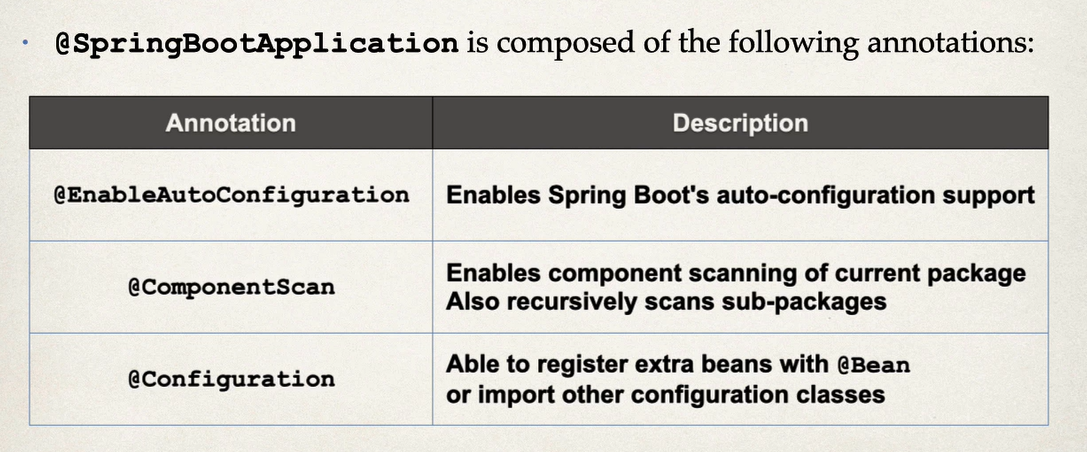 • @SpringBootApplication is composed of the following annotations:
Annotation
Description
@EnableAutoConfiguration
Enables Spring Boot's auto-configuration support
@ComponentScan
Enables component scanning of current package
Also recursively scans sub-packages
@Configuration
Able to register extra beans with @Bean
or import other configuration classes